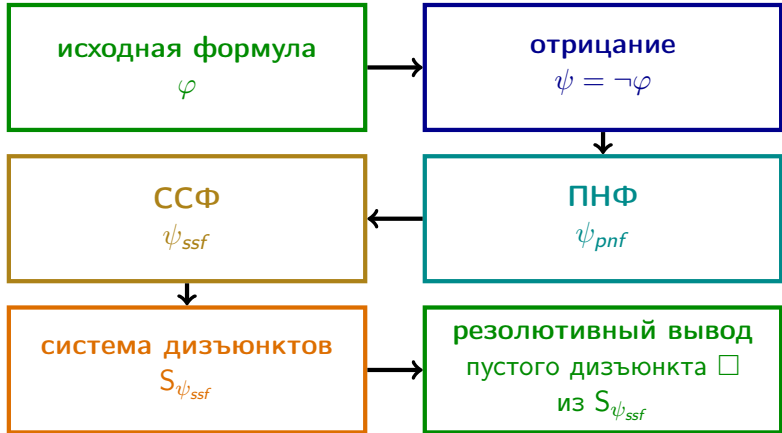 исходная формула
φ
отрицание
ψ = ¬φ
ССФ
ψ_ssf
ПНФ
ψ_pnf
система дизъюнктов
S_ψ_ssf
резолютивный вывод
пустого дизъюнкта □
из S_ψ_ssf